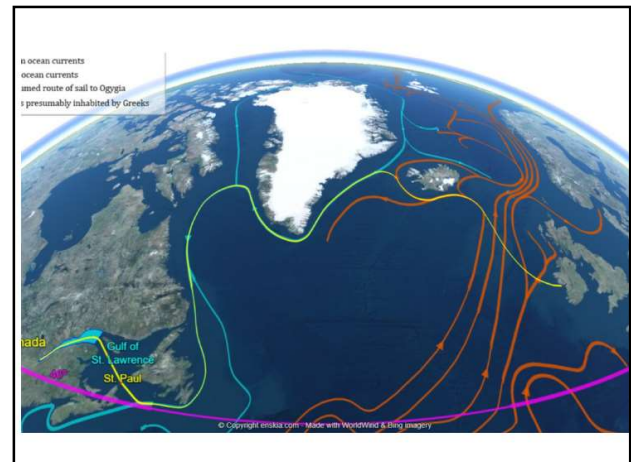 n ocean currents
ocean currents
umed route of sail to Ogygia
s presumably inhabited by Greeks
nada
Gulf of
St. Lawrence
St. Paul
© Copyright eriskia.com Made with WorldWind & Bing imagery